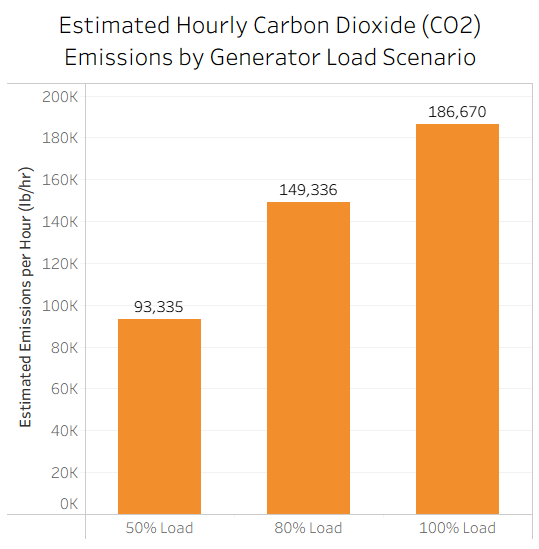 Estimated Hourly Carbon Dioxide (CO2)
Emissions by Generator Load Scenario
Estimated Emissions per Hour (lb/hr)
200K
180K
160K
140K
120K
100K
80K
60K
40K
20K
0K
93,335
149,336
186,670
50% Load
80% Load
100% Load